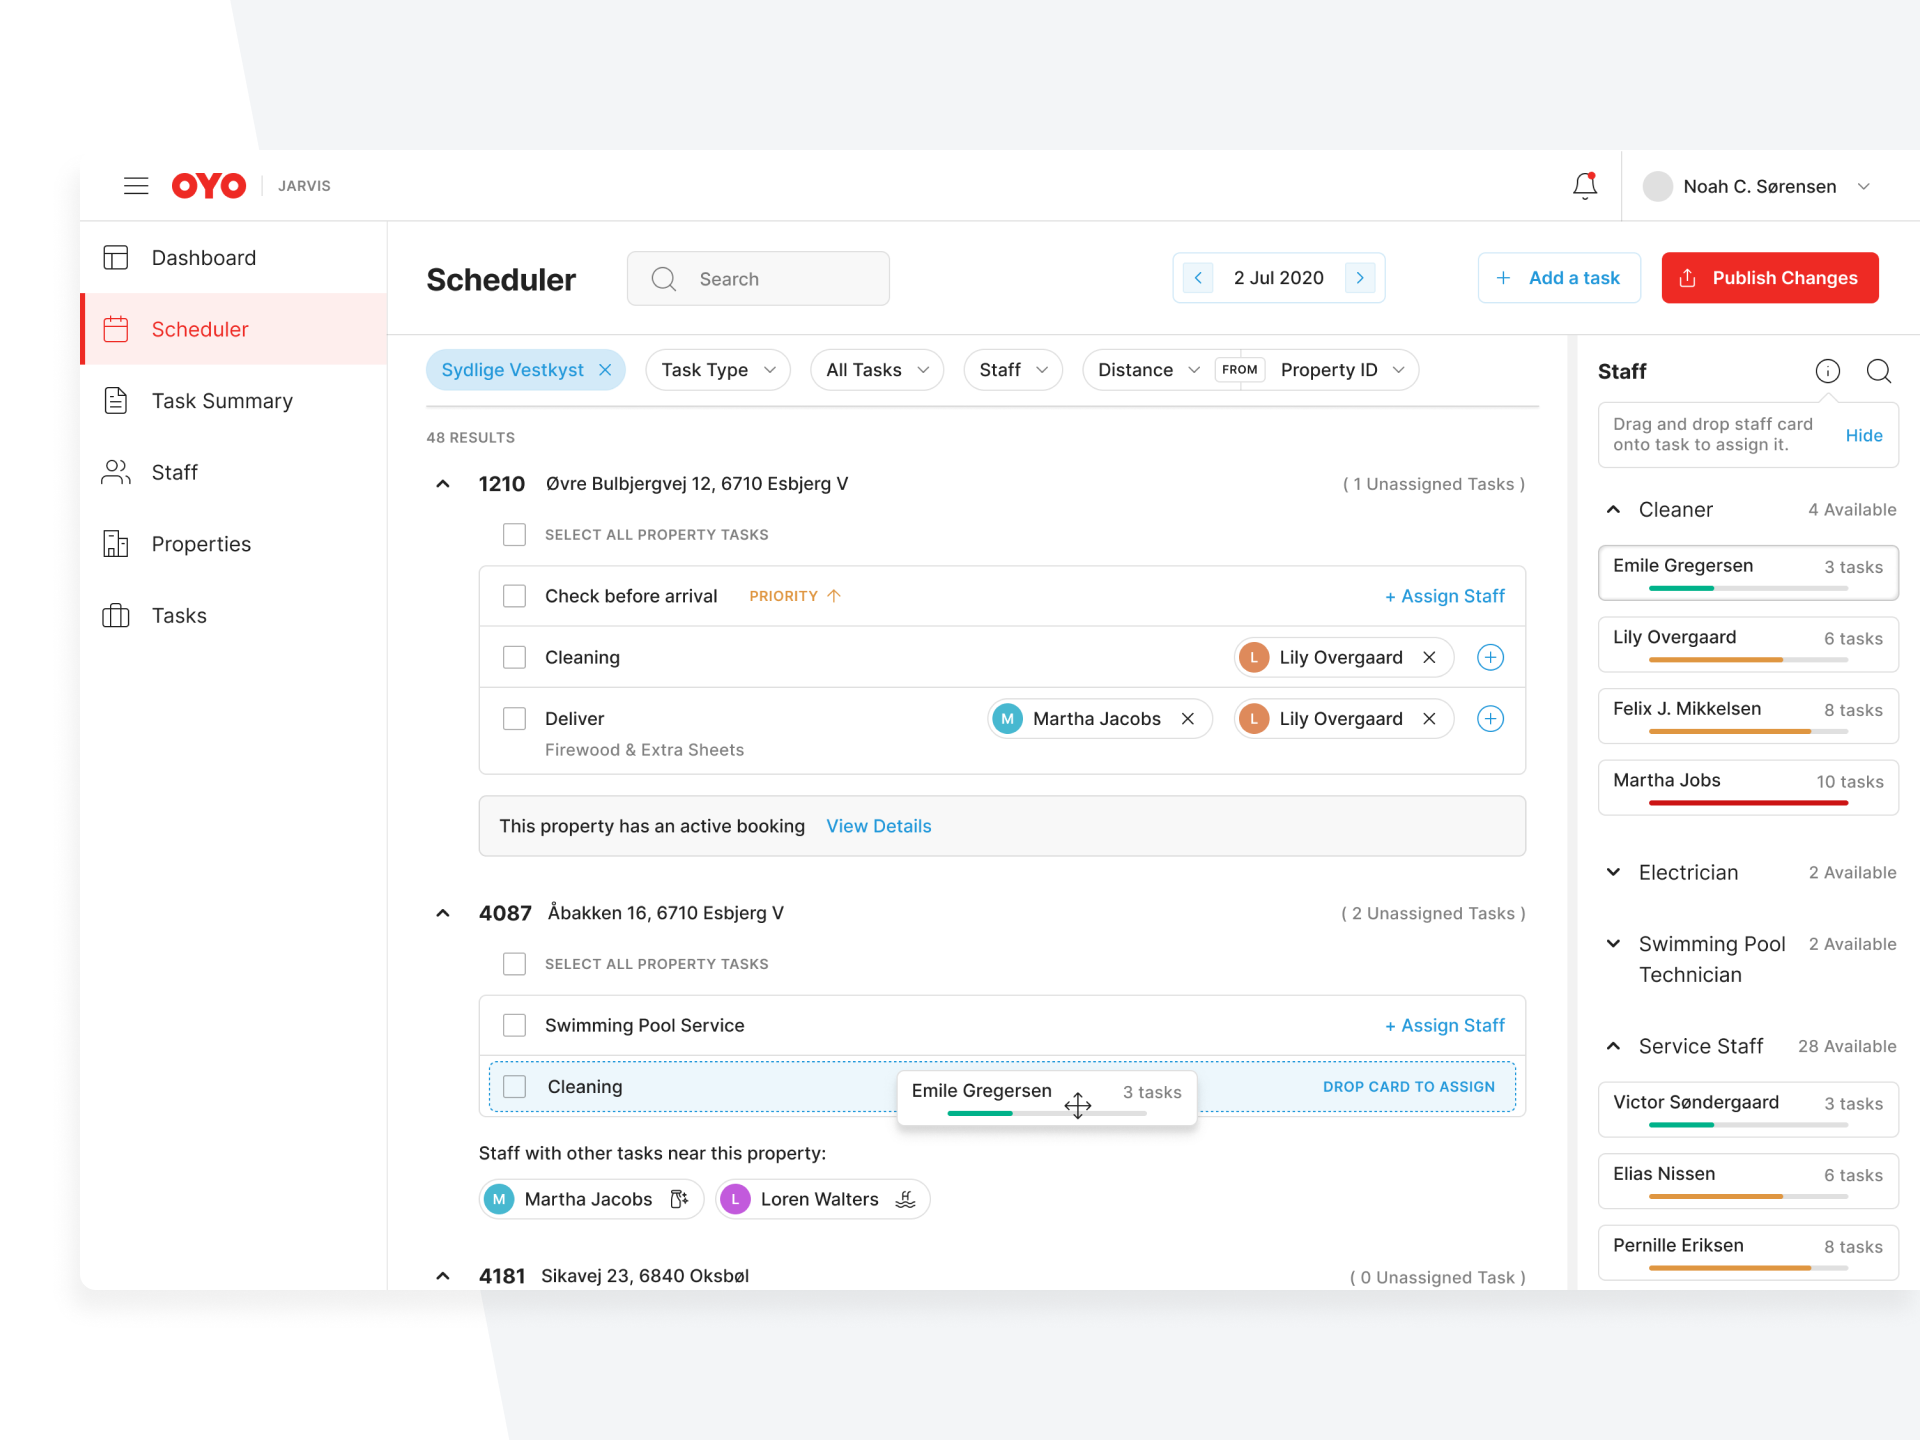 OYO JARVIS
Noah C. Sørensen
Dashboard
Scheduler
Task Summary
Staff
Properties
Tasks
Scheduler
Search
2 Jul 2020
+ Add a task
Publish Changes
Sydlige Vestkyst
Task Type
All Tasks
Staff
Distance FROM Property ID
48 RESULTS
1210 Øvre Bulbjergvej 12, 6710 Esbjerg V ( 1 Unassigned Tasks )
SELECT ALL PROPERTY TASKS
Check before arrival PRIORITY + Assign Staff
Cleaning L Lily Overgaard
Deliver M Martha Jacobs L Lily Overgaard
Firewood & Extra Sheets
This property has an active booking View Details
4087 Åbakken 16, 6710 Esbjerg V ( 2 Unassigned Tasks )
SELECT ALL PROPERTY TASKS
Swimming Pool Service + Assign Staff
Cleaning Emile Gregersen 3 tasks DROP CARD TO ASSIGN
Staff with other tasks near this property:
M Martha Jacobs L Loren Walters
4181 Sikavej 23, 6840 Oksbøl ( 0 Unassigned Task )
Staff
Drag and drop staff card
onto task to assign it.
Hide
Cleaner 4 Available
Emile Gregersen 3 tasks
Lily Overgaard 6 tasks
Felix J. Mikkelsen 8 tasks
Martha Jobs 10 tasks
Electrician 2 Available
Swimming Pool 2 Available
Technician
Service Staff 28 Available
Victor Søndergaard 3 tasks
Elias Nissen 6 tasks
Pernille Eriksen 8 tasks